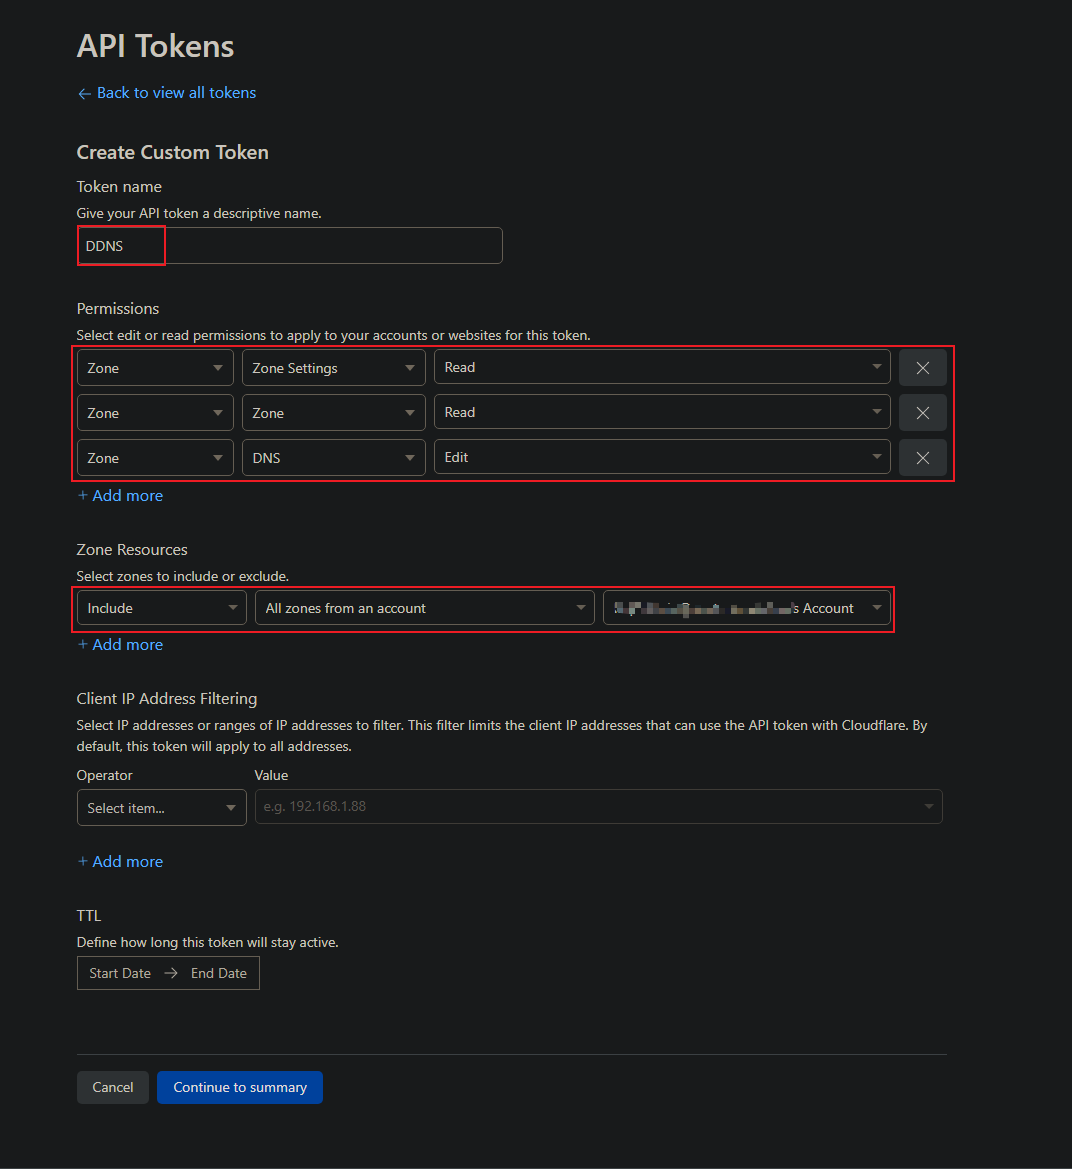 API Tokens
← Back to view all tokens
Create Custom Token
Token name
Give your API token a descriptive name.
DDNS
Permissions
Select edit or read permissions to apply to your accounts or websites for this token.
Zone Zone Settings Read
Zone Zone Read
Zone DNS Edit
+ Add more
Zone Resources
Select zones to include or exclude.
Include All zones from an account s Account
+ Add more
Client IP Address Filtering
Select IP addresses or ranges of IP addresses to filter. This filter limits the client IP addresses that can use the API token with Cloudflare. By
default, this token will apply to all addresses.
Operator Value
Select item... e.g. 192.168.1.88
+ Add more
TTL
Define how long this token will stay active.
Start Date → End Date
Cancel Continue to summary